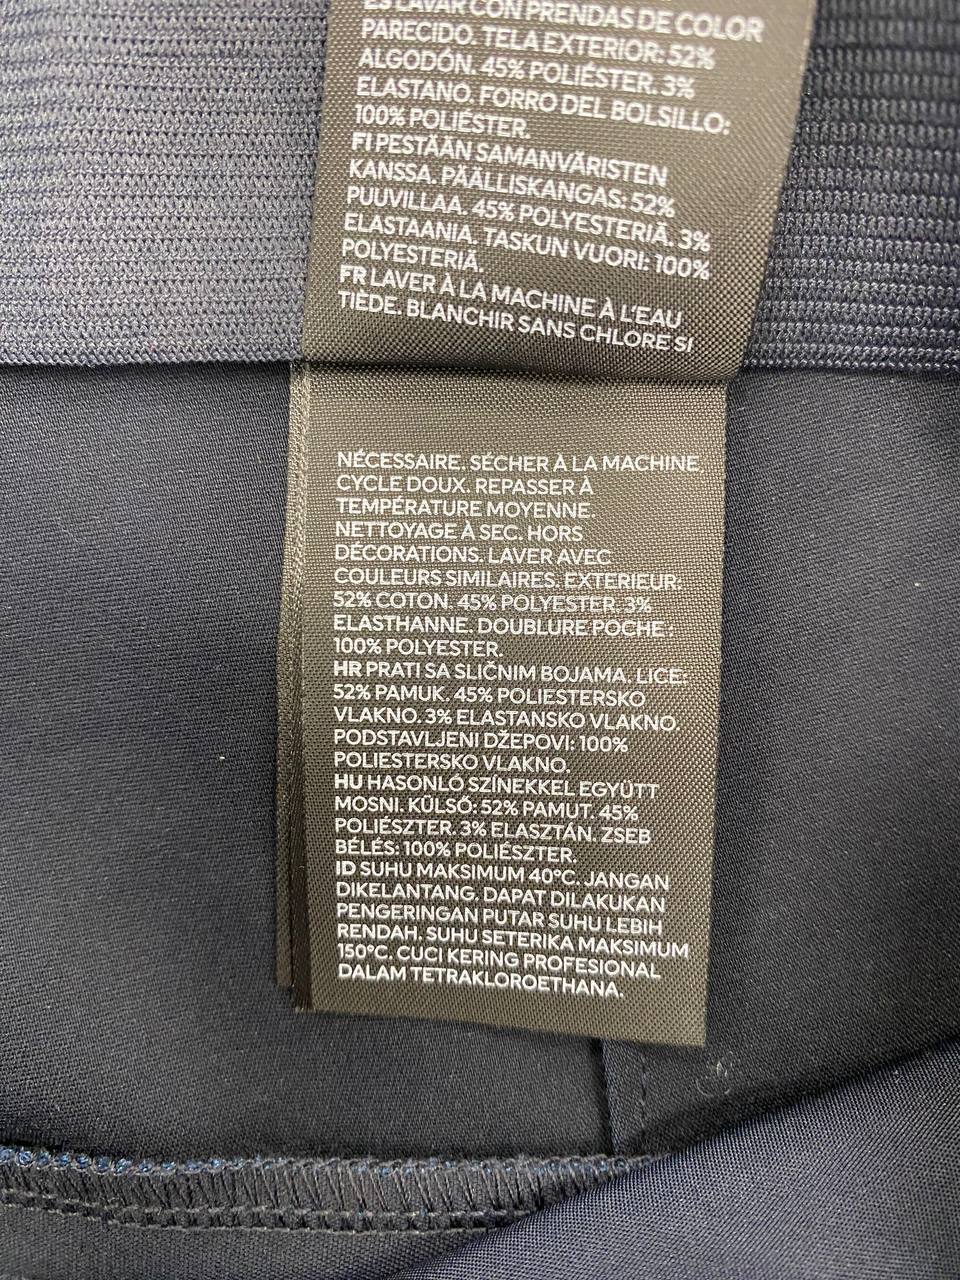 ES LAVAR CON PRENDAS DE COLOR
PARECIDO. TELA EXTERIOR: 52%
ALGODÓN. 45% POLIÉSTER. 3%
ELASTANO. FORRO DEL BOLSILLO:
100% POLIÉSTER.
FI PESTÄÄN SAMANVÄRISTEN
KANSSA. PÄÄLLISKANGAS: 52%
PUUVILLAA. 45% POLYESTERIÄ. 3%
ELASTAANIA. TASKUN VUORI: 100%
POLYESTERIÄ.
FR LAVER À LA MACHINE À L'EAU
TIÈDE. BLANCHIR SANS CHLORE SI
NÉCESSAIRE. SÉCHER À LA MACHINE,
CYCLE DOUX. REPASSER À
TEMPÉRATURE MOYENNE.
NETTOYAGE À SEC. HORS
DÉCORATIONS. LAVER AVEC
COULEURS SIMILAIRES. EXTERIEUR:
52% COTON. 45% POLYESTER. 3%
ELASTHANNE. DOUBLURE POCHE:
100% POLYESTER.
HR PRATI SA SLIČNIM BOJAMA. LICE:
52% PAMUK. 45% POLIESTERSKO
VLAKNO. 3% ELASTANSKO VLAKNO.
PODSTAVLJENI DŽEPOVI: 100%
POLIESTERSKO VLAKNO.
HU HASONLÓ SZÍNEKKEL EGYÜTT
MOSNI. KÜLSŐ: 52% PAMUT. 45%
POLIÉSZTER. 3% ELASZTÁN. ZSEB
BÉLÉS: 100% POLIÉSZTER.
ID SUHU MAKSIMUM 40°C. JANGAN
DIKELANTANG. DAPAT DILAKUKAN
PENGERINGAN PUTAR SUHU LEBIH
RENDAH. SUHU SETERIKA MAKSIMUM
150°C. CUCI KERING PROFESIONAL
DALAM TETRAKLOROETHANA.